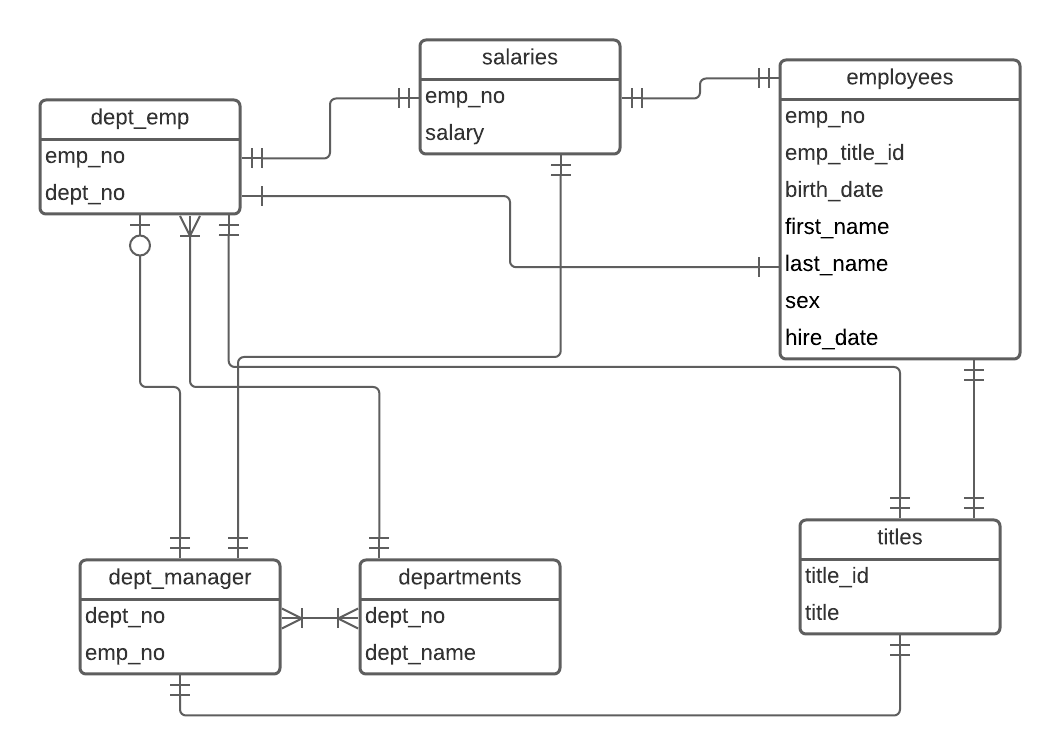 salaries
emp_no
salary
employees
emp_no
emp_title_id
birth_date
first_name
last_name
sex
hire_date
dept_emp
emp_no
dept_no
dept_manager
dept_no
emp_no
departments
dept_no
dept_name
titles
title_id
title